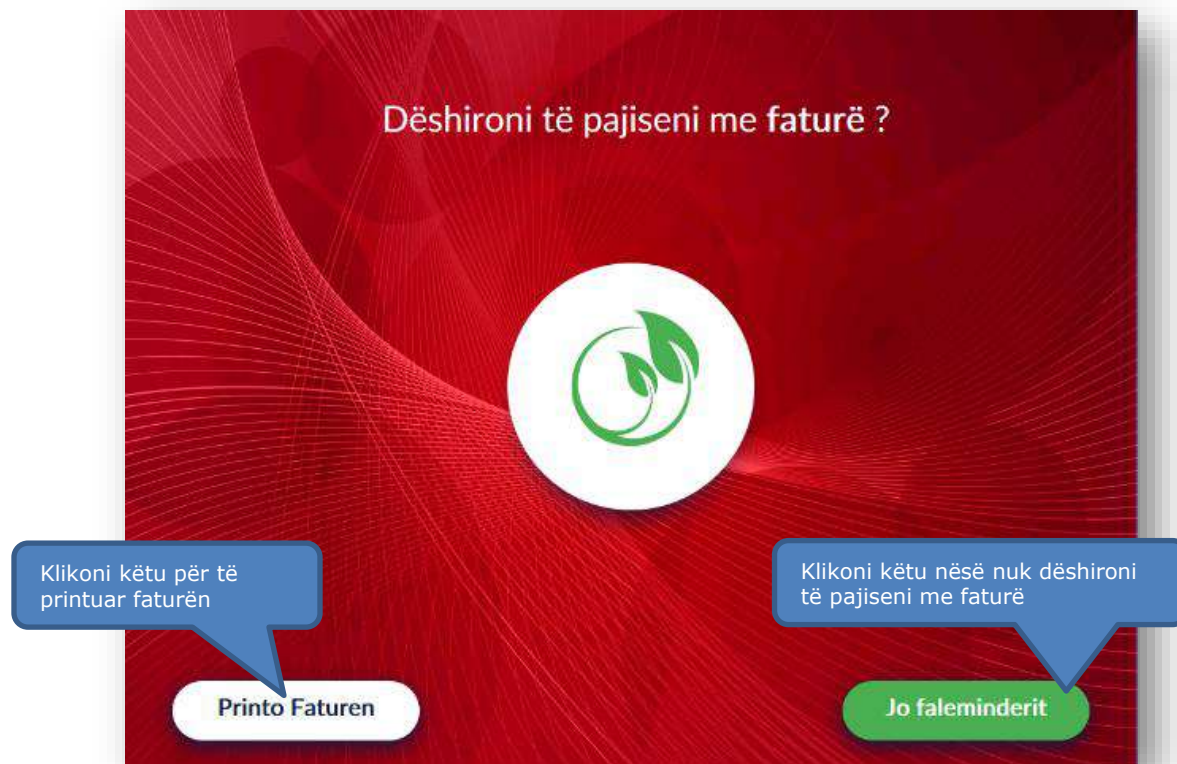 Dëshironi të pajiseni me faturë ?
Klikoni këtu për të
printuar faturën
Klikoni këtu nësë nuk dëshironi
të pajiseni me faturë
Printo Faturen
Jo faleminderit